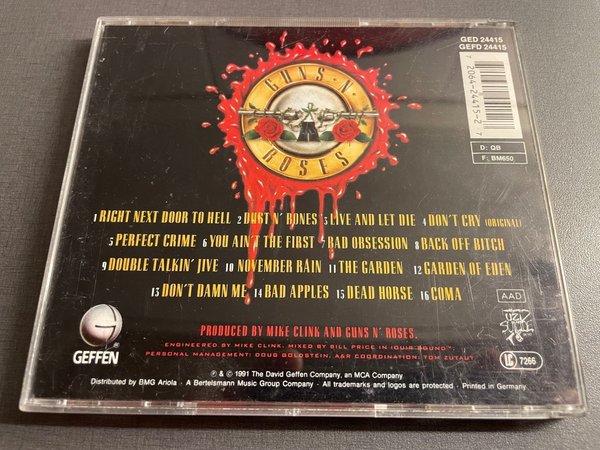 GED 24415
GEFD 24415
7 20642-4415-2 7
D: QB
F: BM650
GUNS · N ·
ROSES
1 RIGHT NEXT DOOR TO HELL 2 DUST N' BONES 3 LIVE AND LET DIE 4 DON'T CRY (ORIGINAL)
5 PERFECT CRIME 6 YOU AIN'T THE FIRST 7 BAD OBSESSION 8 BACK OFF BITCH
9 DOUBLE TALKIN' JIVE 10 NOVEMBER RAIN 11 THE GARDEN 12 GARDEN OF EDEN
13 DON'T DAMN ME 14 BAD APPLES 15 DEAD HORSE 16 COMA
AAD
PRODUCED BY MIKE CLINK AND GUNS N' ROSES.
ENGINEERED BY MIKE CLINK. MIXED BY BILL PRICE
PERSONAL MANAGEMENT: DOUG GOLDSTEIN, A&R COORDINATION: TOM ZUTAUT
G
GEFFEN
LC 7266
℗ & © 1991 The David Geffen Company, an MCA Company
Distributed by BMG Ariola · A Bertelsmann Music Group Company · All trademarks and logos are protected · Printed in Germany